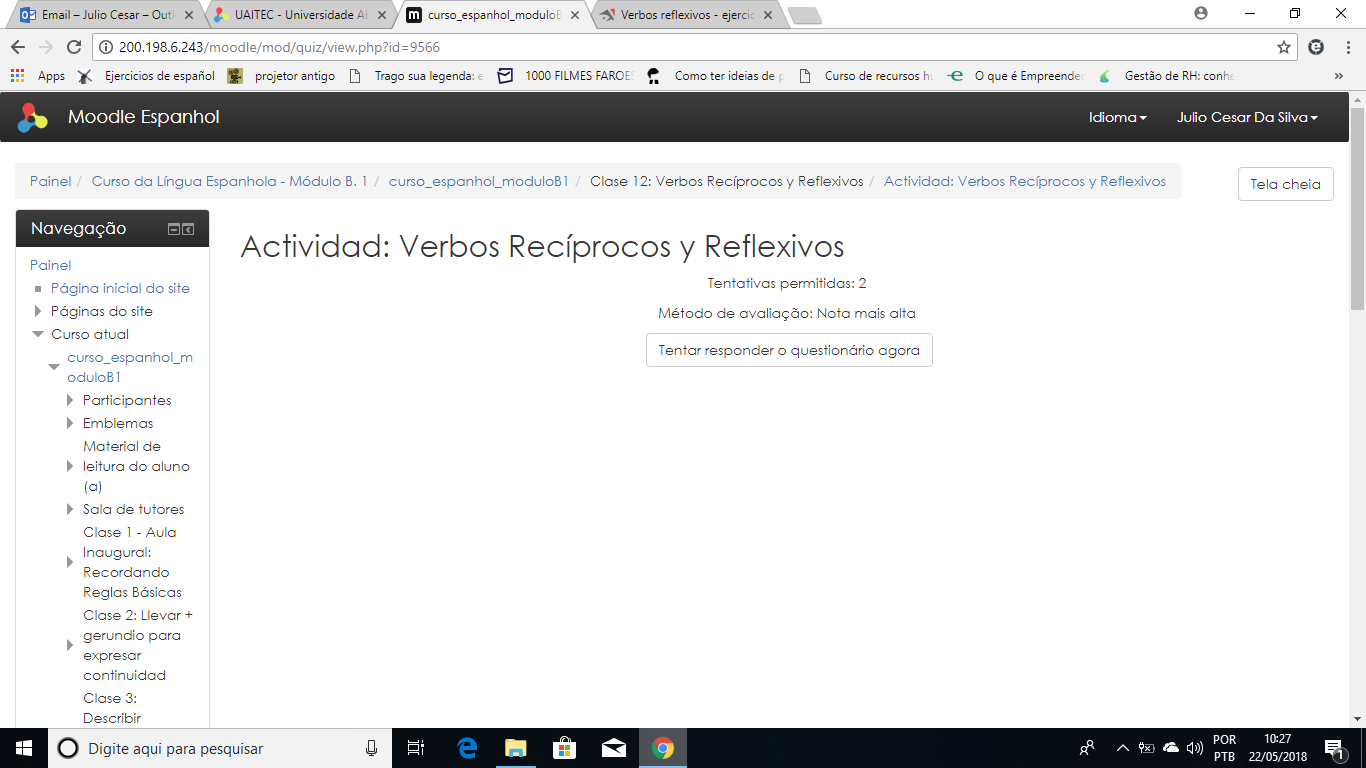 Email – Julio Cesar – Outl
UAITEC - Universidade Ab
curso_espanhol_moduloB
Verbos reflexivos - ejercic
200.198.6.243/moodle/mod/quiz/view.php?id=9566
Apps
Ejercicios de español
projetor antigo
Trago sua legenda: e
1000 FILMES FAROES
Como ter ideias de p
Curso de recursos hu
O que é Empreended
Gestão de RH: conhe
»
Moodle Espanhol
Idioma
Julio Cesar Da Silva
Painel / Curso da Língua Espanhola - Módulo B. 1 / curso_espanhol_moduloB1 / Clase 12: Verbos Recíprocos y Reflexivos / Actividad: Verbos Recíprocos y Reflexivos
Tela cheia
Navegação
Painel
Página inicial do site
Páginas do site
Curso atual
curso_espanhol_m
oduloB1
Participantes
Emblemas
Material de
leitura do aluno
(a)
Sala de tutores
Clase 1 - Aula
Inaugural:
Recordando
Reglas Básicas
Clase 2: Llevar +
gerundio para
expresar
continuidad
Clase 3:
Describir
Actividad: Verbos Recíprocos y Reflexivos
Tentativas permitidas: 2
Método de avaliação: Nota mais alta
Tentar responder o questionário agora
Digite aqui para pesquisar
POR
PTB
10:27
22/05/2018
1